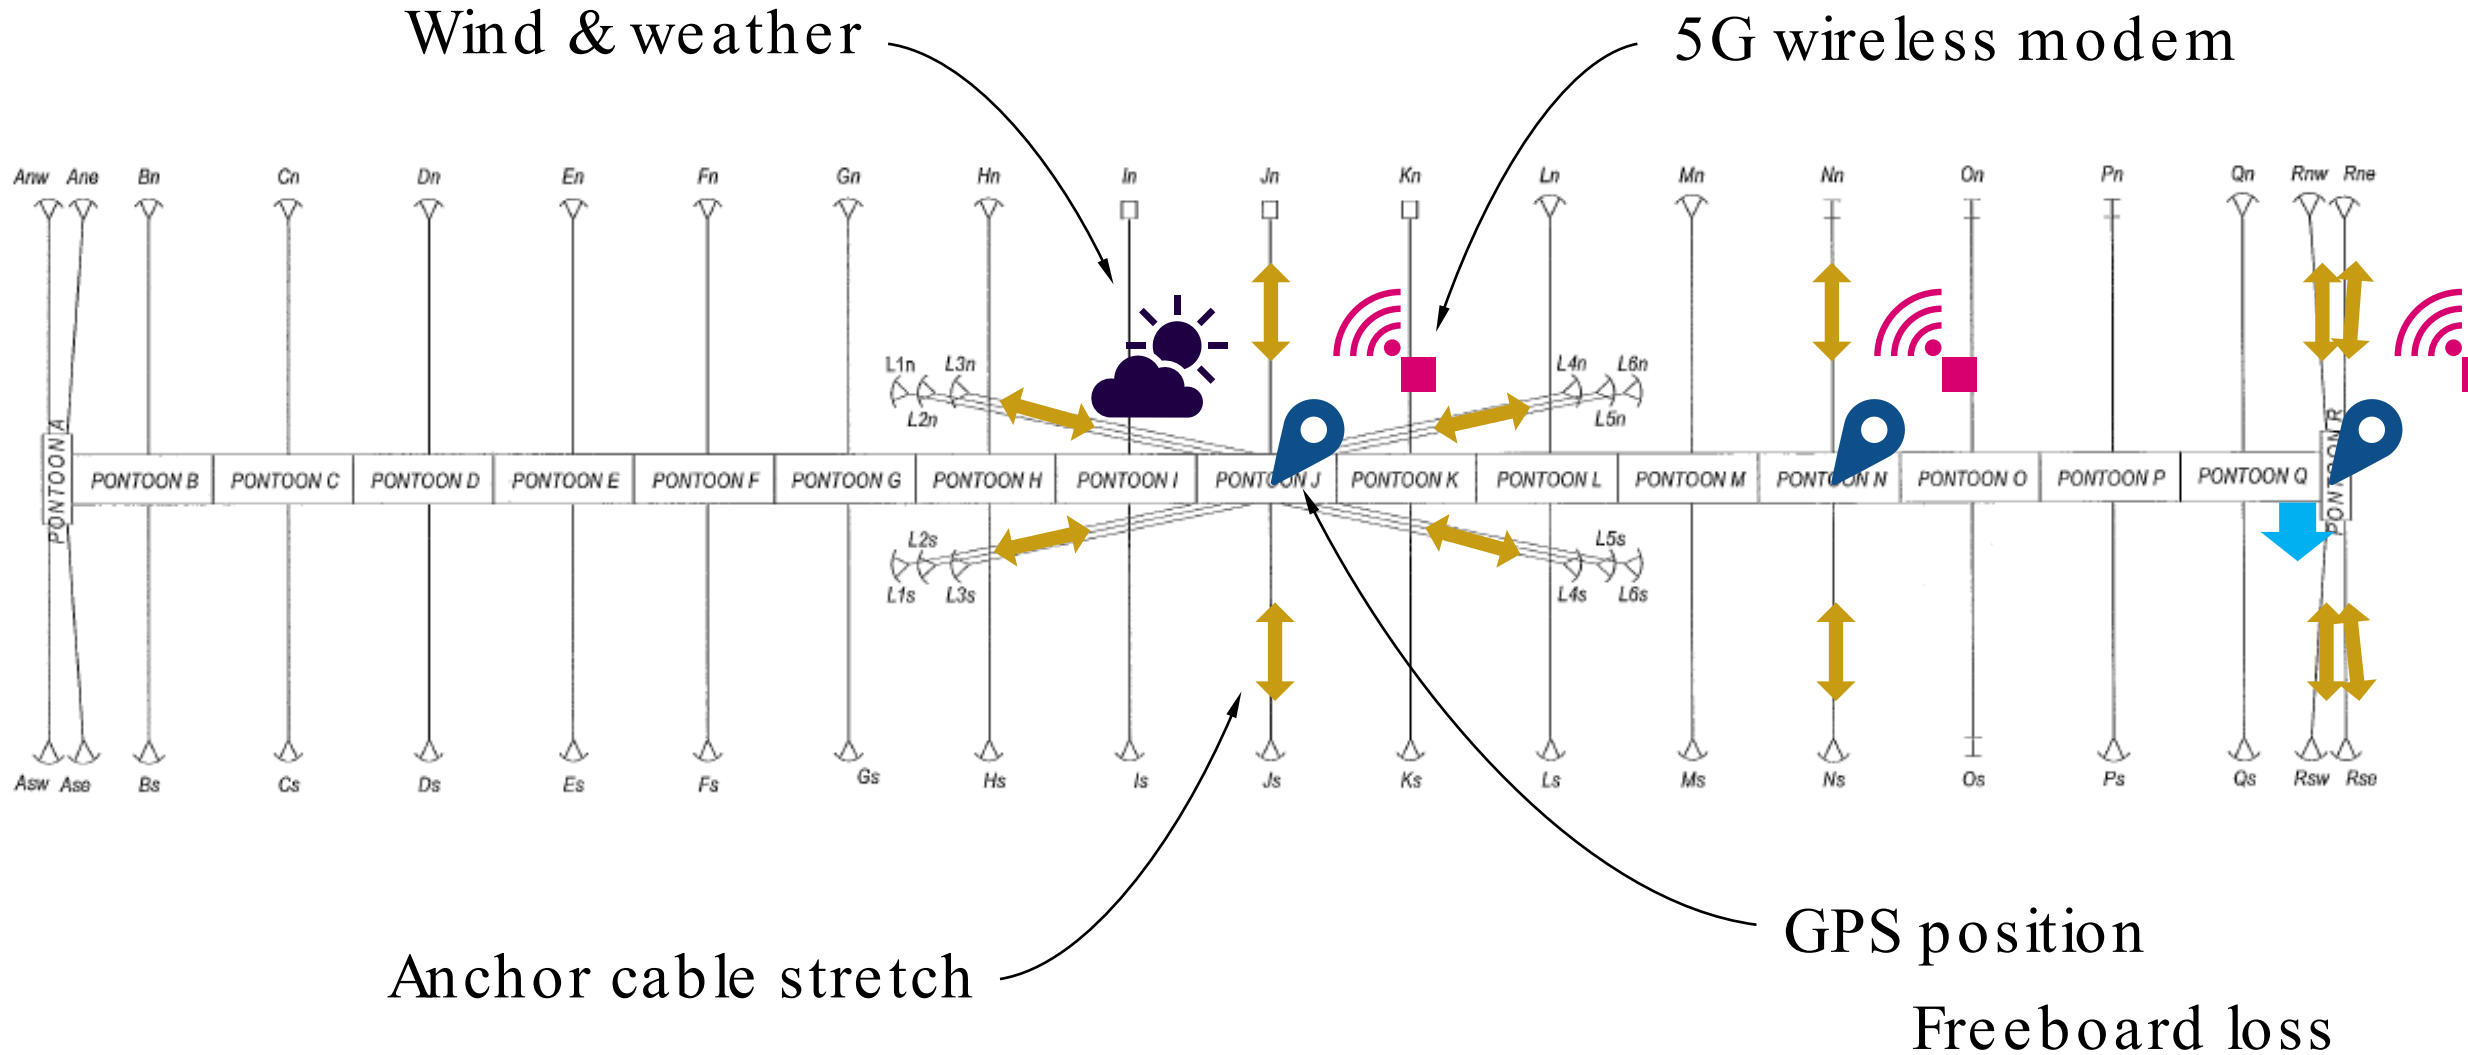 Wind & weather
5G wireless modem
Anw Ane Bn Cn Dn En Fn Gn Hn In Jn Kn Ln Mn Nn On Pn Qn Rnw Rne
L1n L3n L4n L6n
L2n L5n
PONTOON A
PONTOON B PONTOON C PONTOON D PONTOON E PONTOON F PONTOON G PONTOON H PONTOON I PONTOON J PONTOON K PONTOON L PONTOON M PONTOON N PONTOON O PONTOON P PONTOON Q
PONTOON R
L2s L5s
L1s L3s L4s L6s
Asw Ase Bs Cs Ds Es Fs Gs Hs Is Js Ks Ls Ms Ns Os Ps Qs Rsw Rse
GPS position
Anchor cable stretch
Freeboard loss